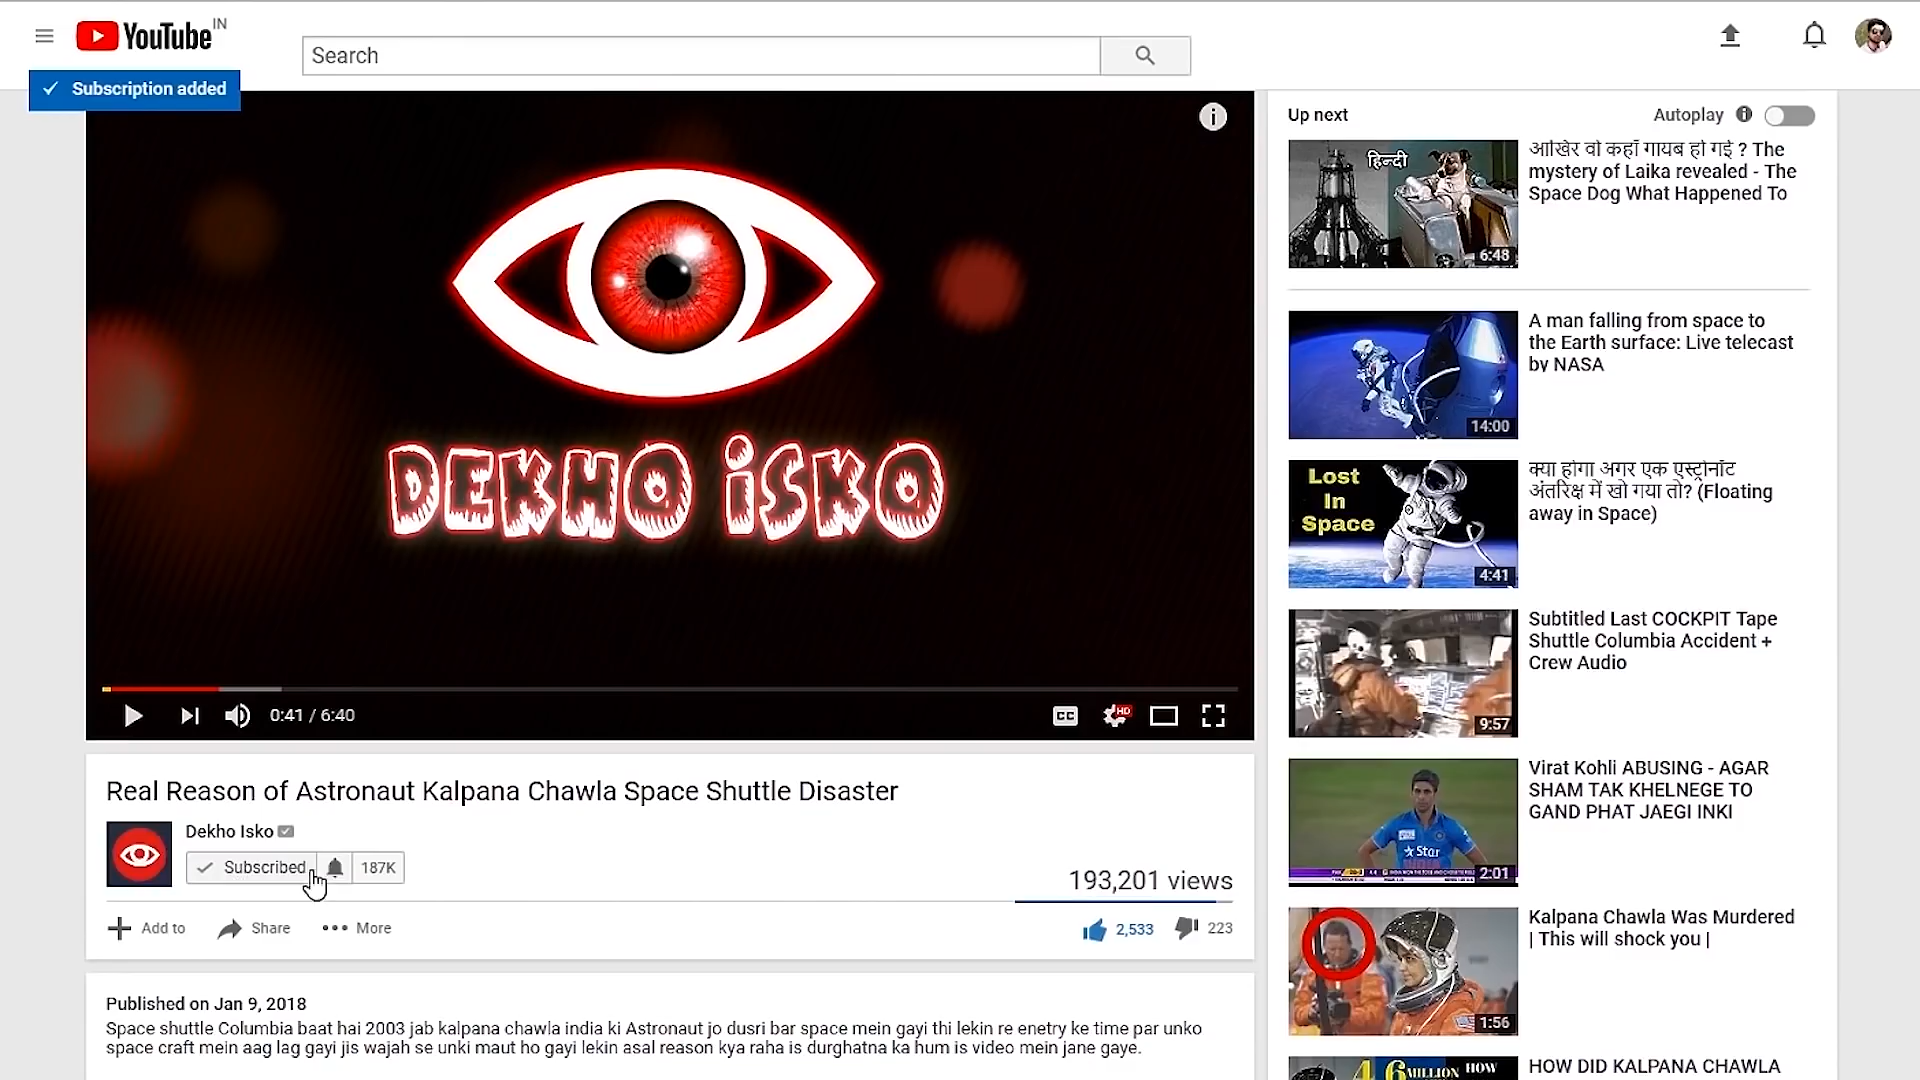 YouTube IN
Search
Subscription added
DEKHO iSKO
0:41 / 6:40
CC
HD
Real Reason of Astronaut Kalpana Chawla Space Shuttle Disaster
Dekho Isko
Subscribed
187K
193,201 views
Add to
Share
More
2,533
223
Published on Jan 9, 2018
Space shuttle Columbia baat hai 2003 jab kalpana chawla india ki Astronaut jo dusri bar space mein gayi thi lekin re enetry ke time par unko
space craft mein aag lag gayi jis wajah se unki maut ho gayi lekin asal reason kya raha is durghatna ka hum is video mein jane gaye.
Up next
Autoplay
हिन्दी
6:48
आखिर वो कहाँ गायब हो गई ? The
mystery of Laika revealed - The
Space Dog What Happened To
14:00
A man falling from space to
the Earth surface: Live telecast
by NASA
Lost
In
Space
4:41
क्या होगा अगर एक एस्ट्रोनॉट
अंतरिक्ष में खो गया तो? (Floating
away in Space)
9:57
Subtitled Last COCKPIT Tape
Shuttle Columbia Accident +
Crew Audio
Star
INDIA
2:01
Virat Kohli ABUSING - AGAR
SHAM TAK KHELNEGE TO
GAND PHAT JAEGI INKI
1:56
Kalpana Chawla Was Murdered
| This will shock you |
MILLION HOW
HOW DID KALPANA CHAWLA